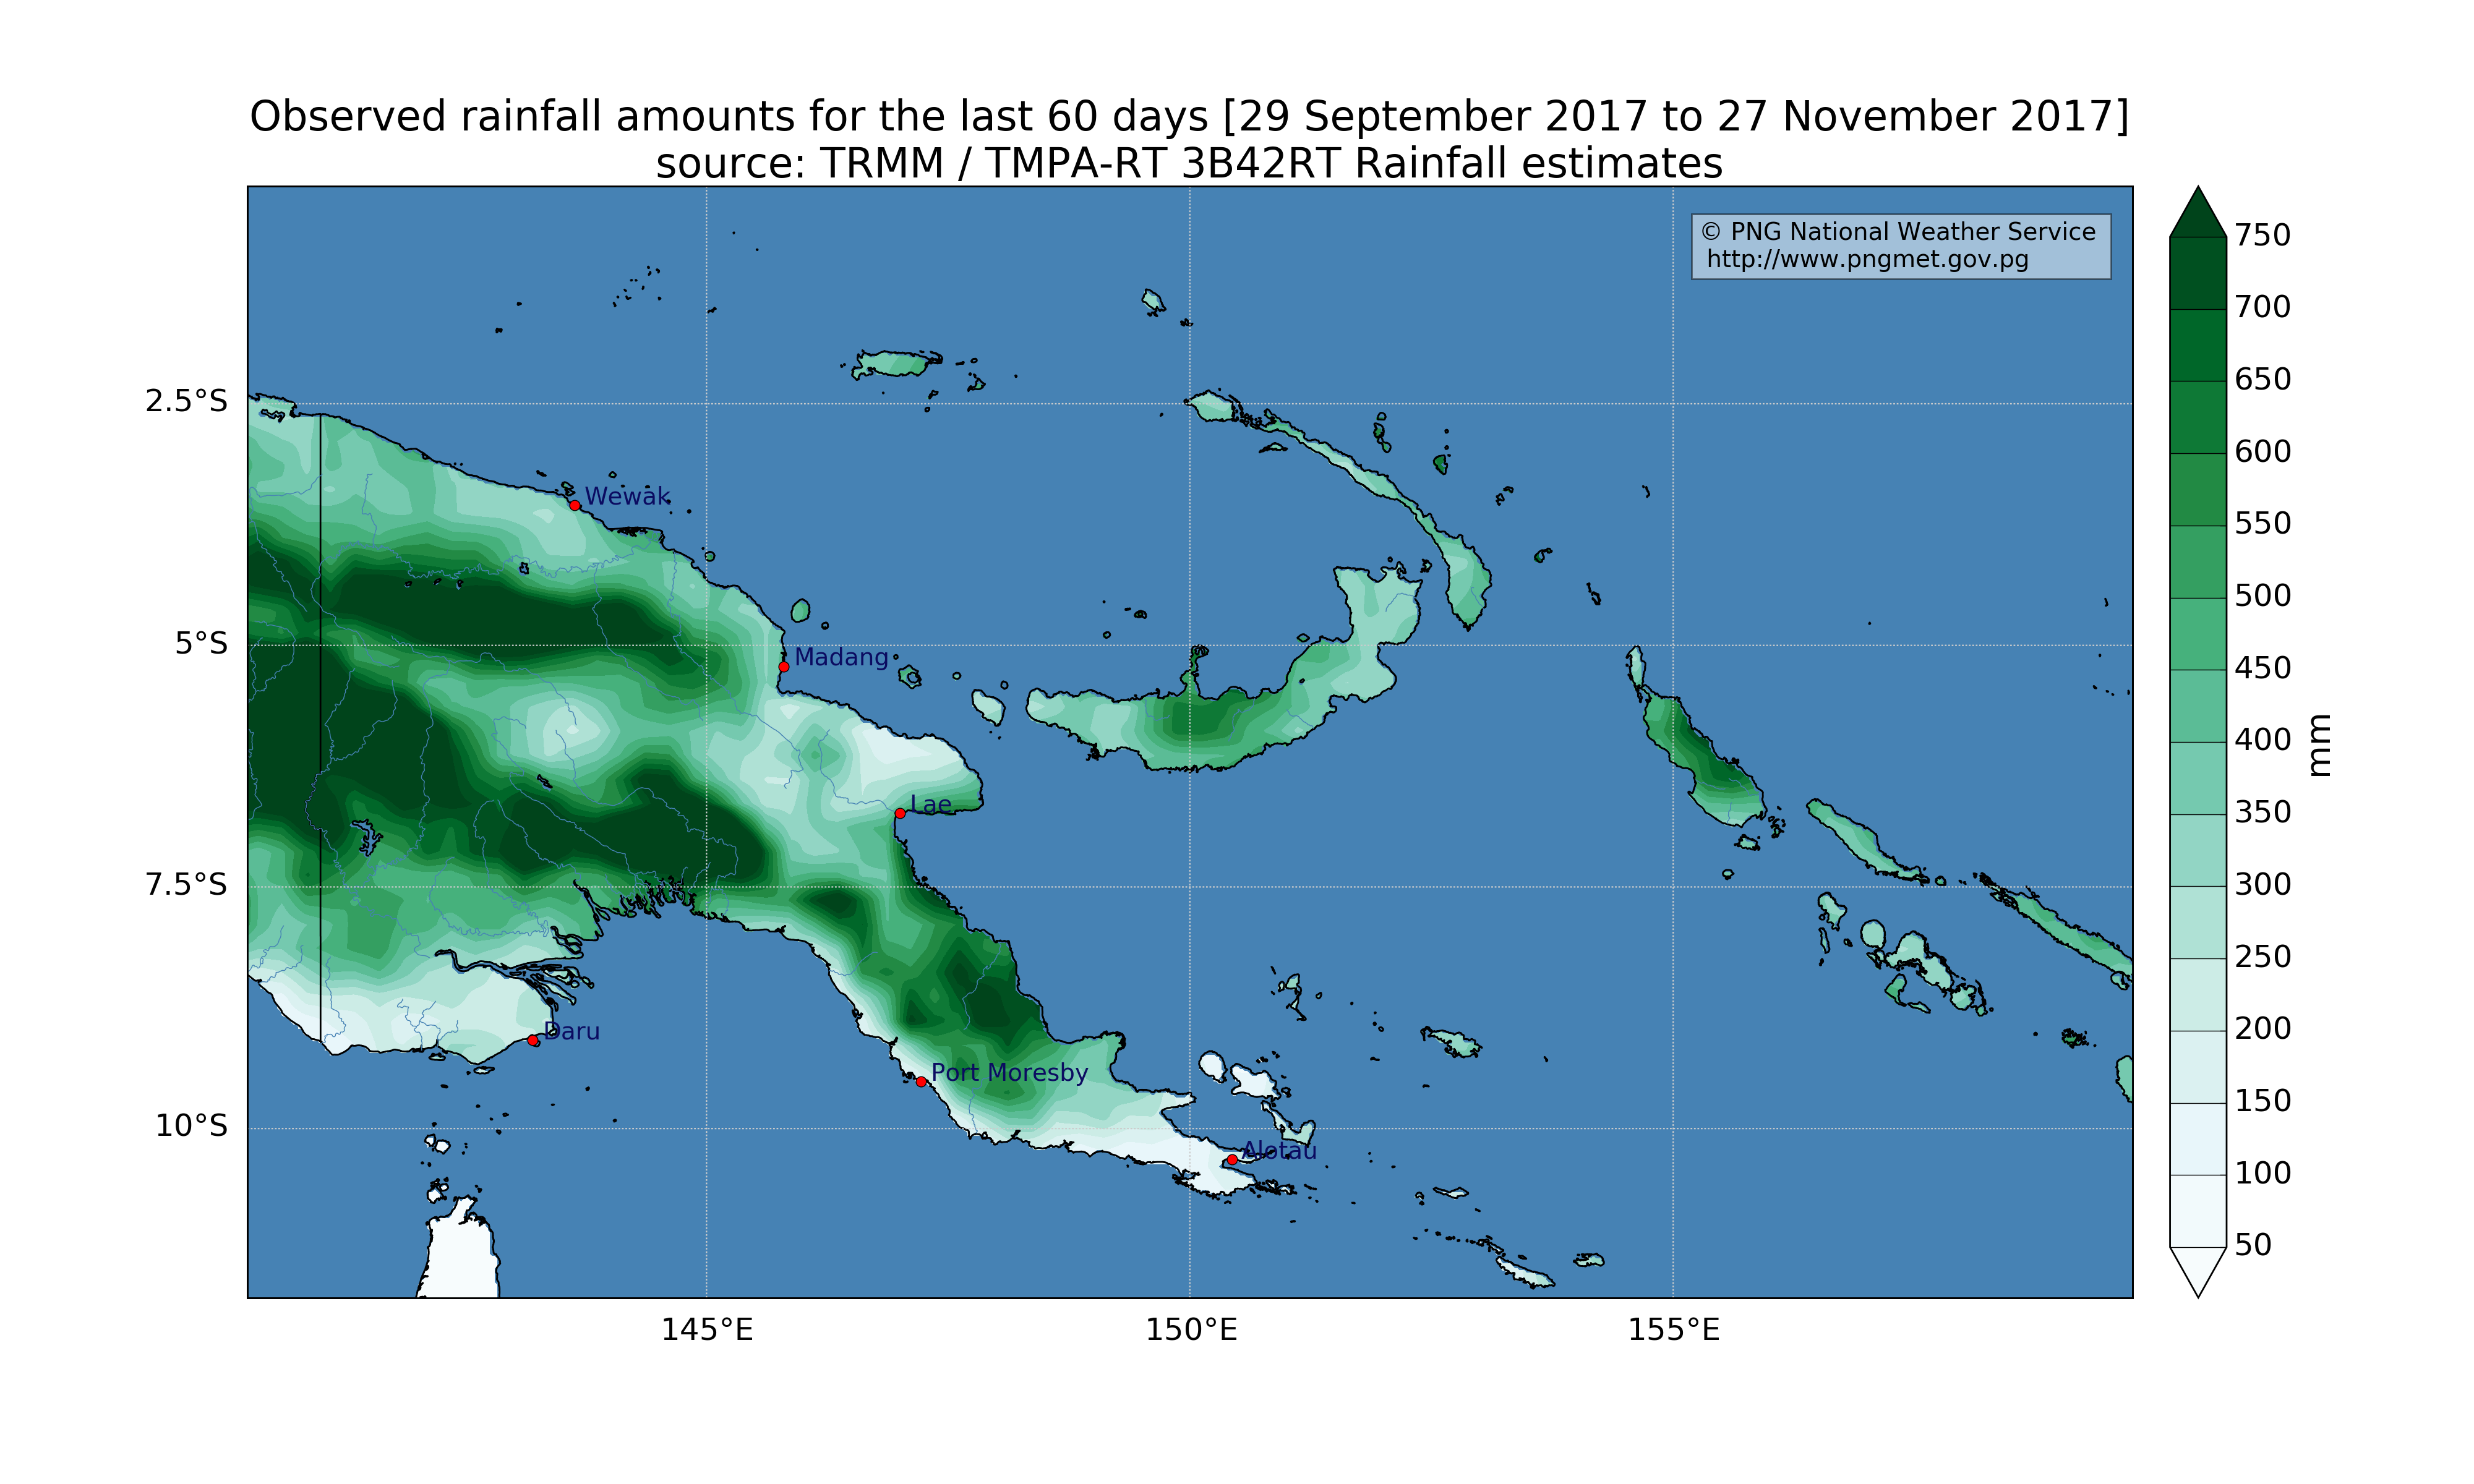 Observed rainfall amounts for the last 60 days [29 September 2017 to 27 November 2017]
source: TRMM / TMPA-RT 3B42RT Rainfall estimates
© PNG National Weather Service
http://www.pngmet.gov.pg
2.5°S
5°S
7.5°S
10°S
Wewak
Madang
Lae
Daru
Port Moresby
Alotau
145°E
150°E
155°E
750
700
650
600
550
500
450
400
350
300
250
200
150
100
50
mm